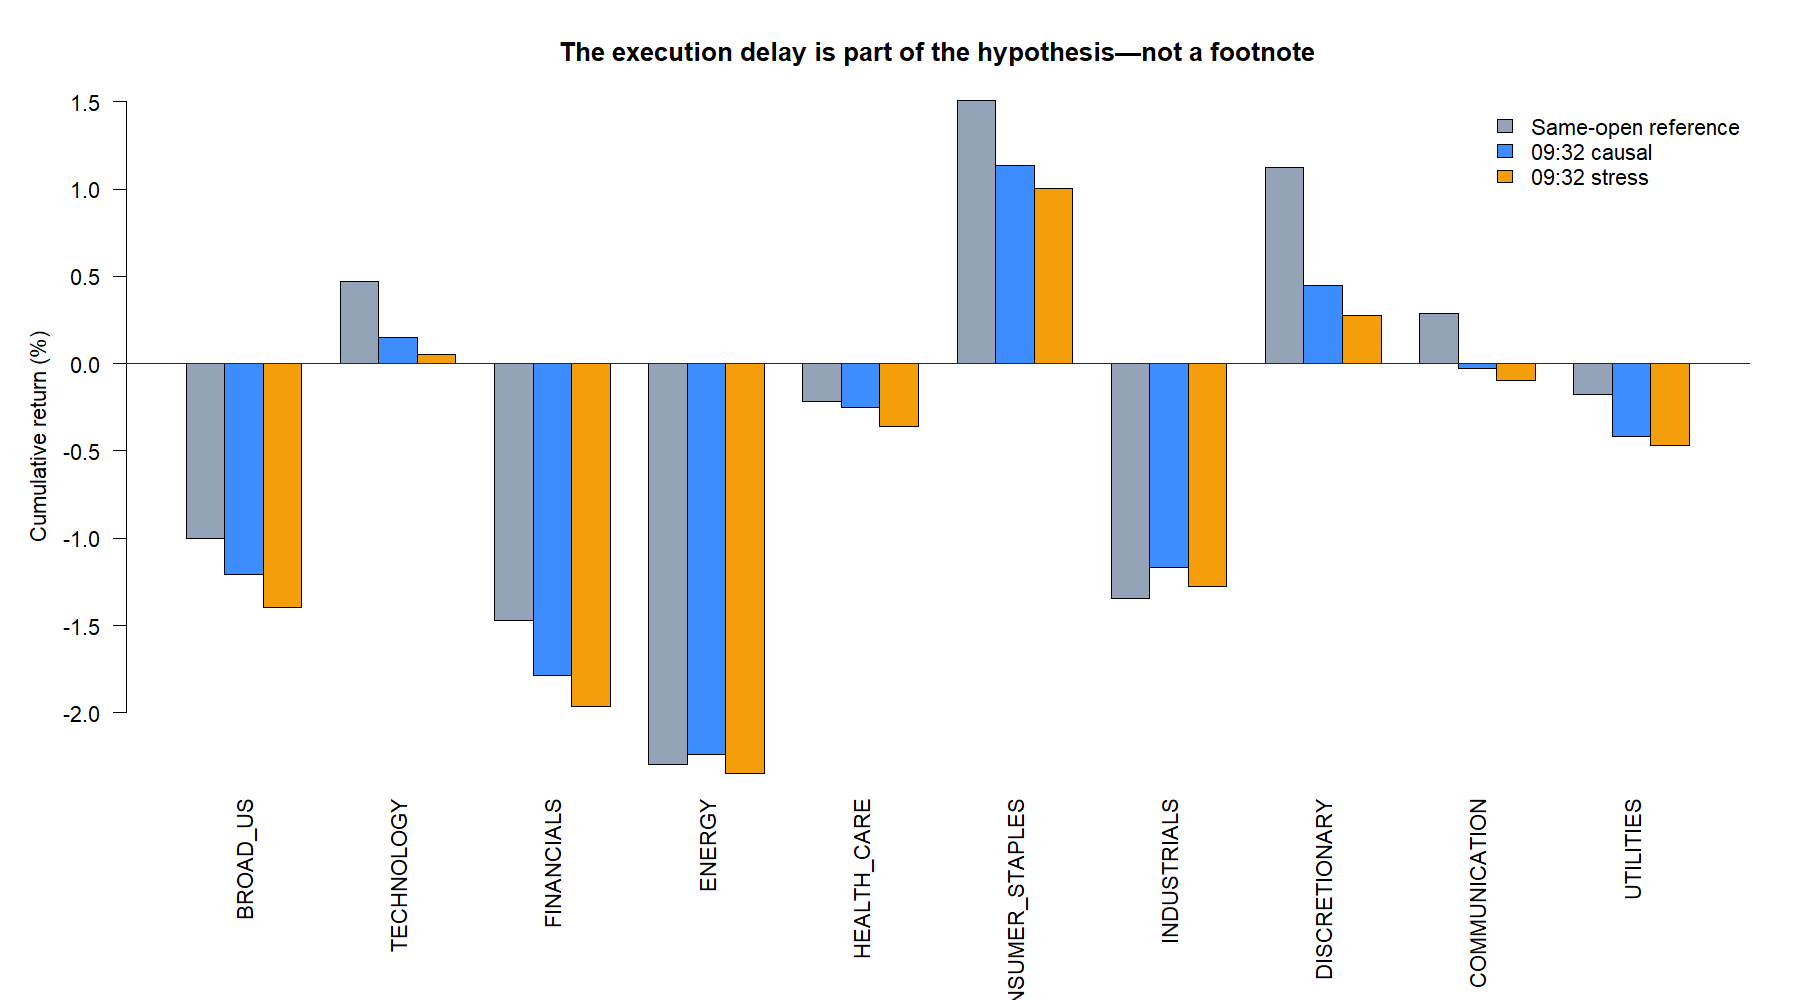 The execution delay is part of the hypothesis—not a footnote
Same-open reference
09:32 causal
09:32 stress
Cumulative return (%)
1.5
1.0
0.5
0.0
-0.5
-1.0
-1.5
-2.0
BROAD_US
TECHNOLOGY
FINANCIALS
ENERGY
HEALTH_CARE
NSUMER_STAPLES
INDUSTRIALS
DISCRETIONARY
COMMUNICATION
UTILITIES